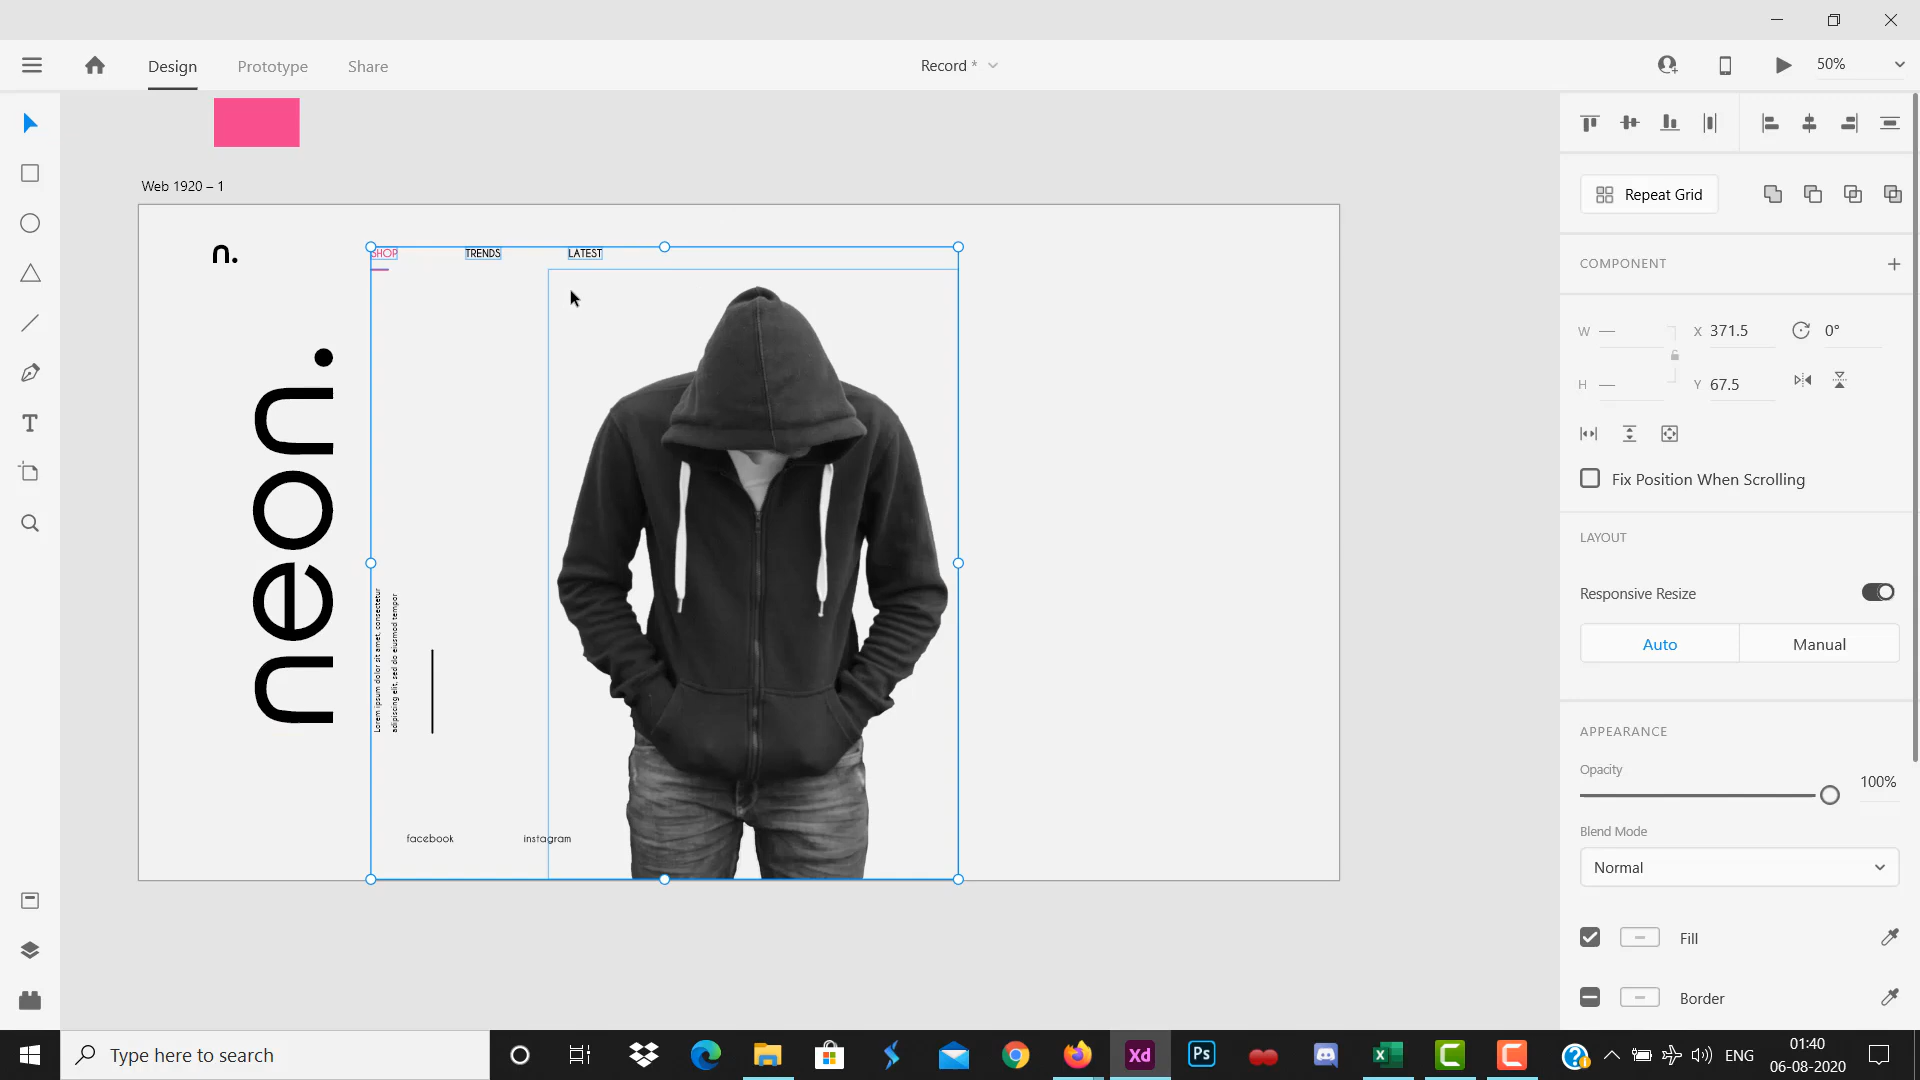 Design
Prototype
Share
Record *
50%
Web 1920 – 1
n.
SHOP
TRENDS
LATEST
neon.
Lorem ipsum dolor sit amet, consectetur
adipiscing elit, sed do eiusmod tempor
facebook
instagram
Repeat Grid
COMPONENT
W —
X 371.5
0°
H —
Y 67.5
Fix Position When Scrolling
LAYOUT
Responsive Resize
Auto
Manual
APPEARANCE
Opacity
100%
Blend Mode
Normal
Fill
Border
Type here to search
Xd
Ps
ENG
01:40
06-08-2020